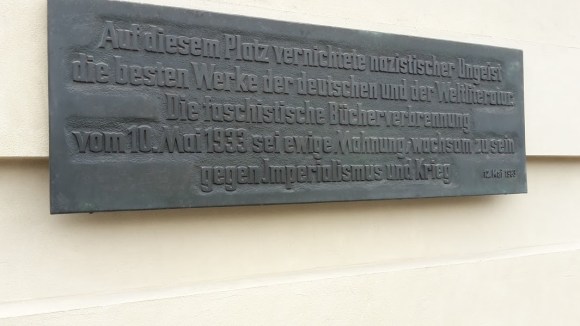 Auf diesem Platz vernichtete nazistischer Ungeist
die besten Werke der deutschen und der Weltliteratur.
Die faschistische Bücherverbrennung
vom 10. Mai 1933 sei ewige Mahnung, wachsam zu sein
gegen Imperialismus und Krieg
Mai